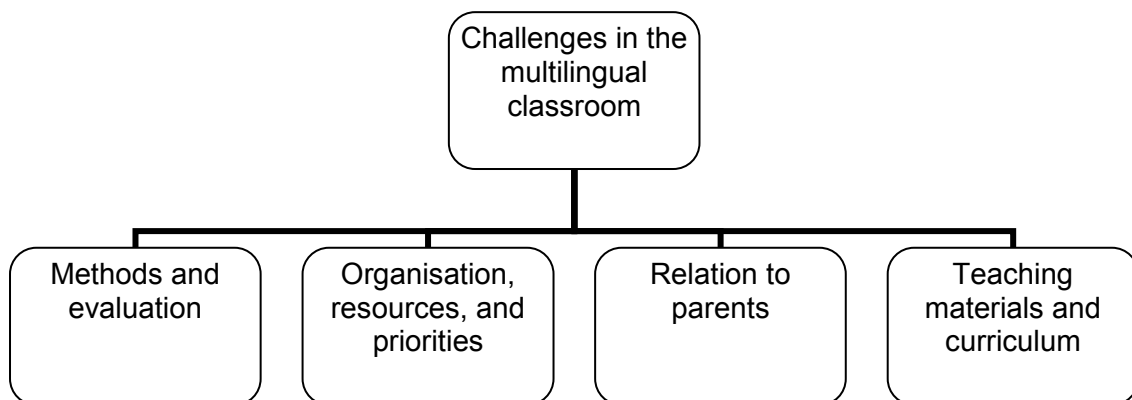 Challenges in the
multilingual
classroom
Methods and
evaluation
Organisation,
resources, and
priorities
Relation to
parents
Teaching
materials and
curriculum